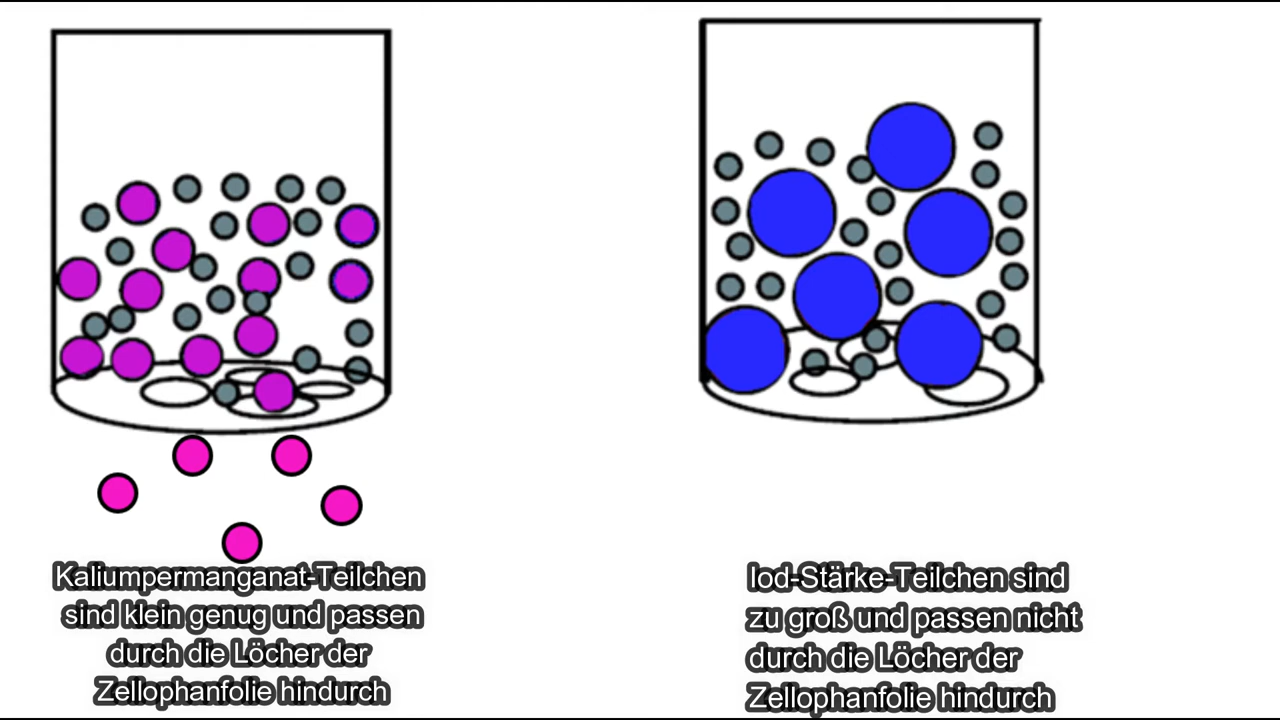 Kaliumpermanganat-Teilchen
sind klein genug und passen
durch die Löcher der
Zellophanfolie hindurch
Iod-Stärke-Teilchen sind
zu groß und passen nicht
durch die Löcher der
Zellophanfolie hindurch